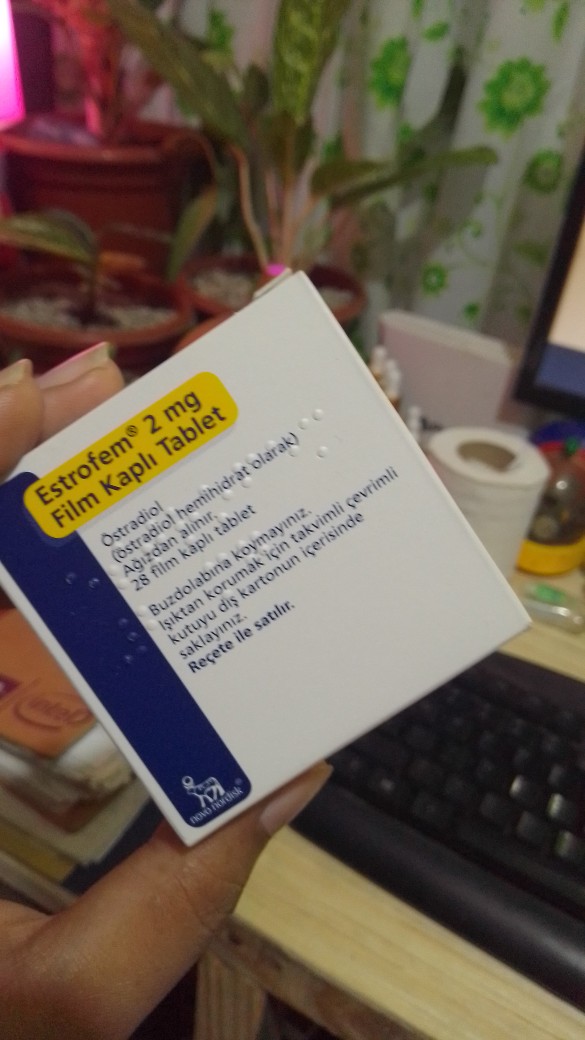 Estrofem® 2 mg
Film Kaplı Tablet
Östradiol
(östradiol hemihidrat olarak)
Ağızdan alınır.
28 film kaplı tablet
Buzdolabına koymayınız.
Işıktan korumak için takvimli çevrimli
kutuyu dış kartonun içerisinde
saklayınız.
Reçete ile satılır.
novo nordisk®
intel